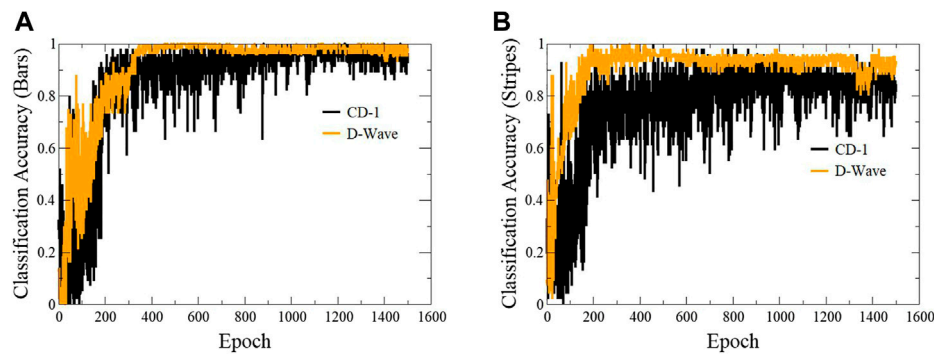 A
Classification Accuracy (Bars)
1
0.8
0.6
0.4
0.2
0
CD-1
D-Wave
0 200 400 600 800 1000 1200 1400 1600
Epoch
B
Classification Accuracy (Stripes)
1
0.8
0.6
0.4
0.2
0
CD-1
D-Wave
0 200 400 600 800 1000 1200 1400 1600
Epoch